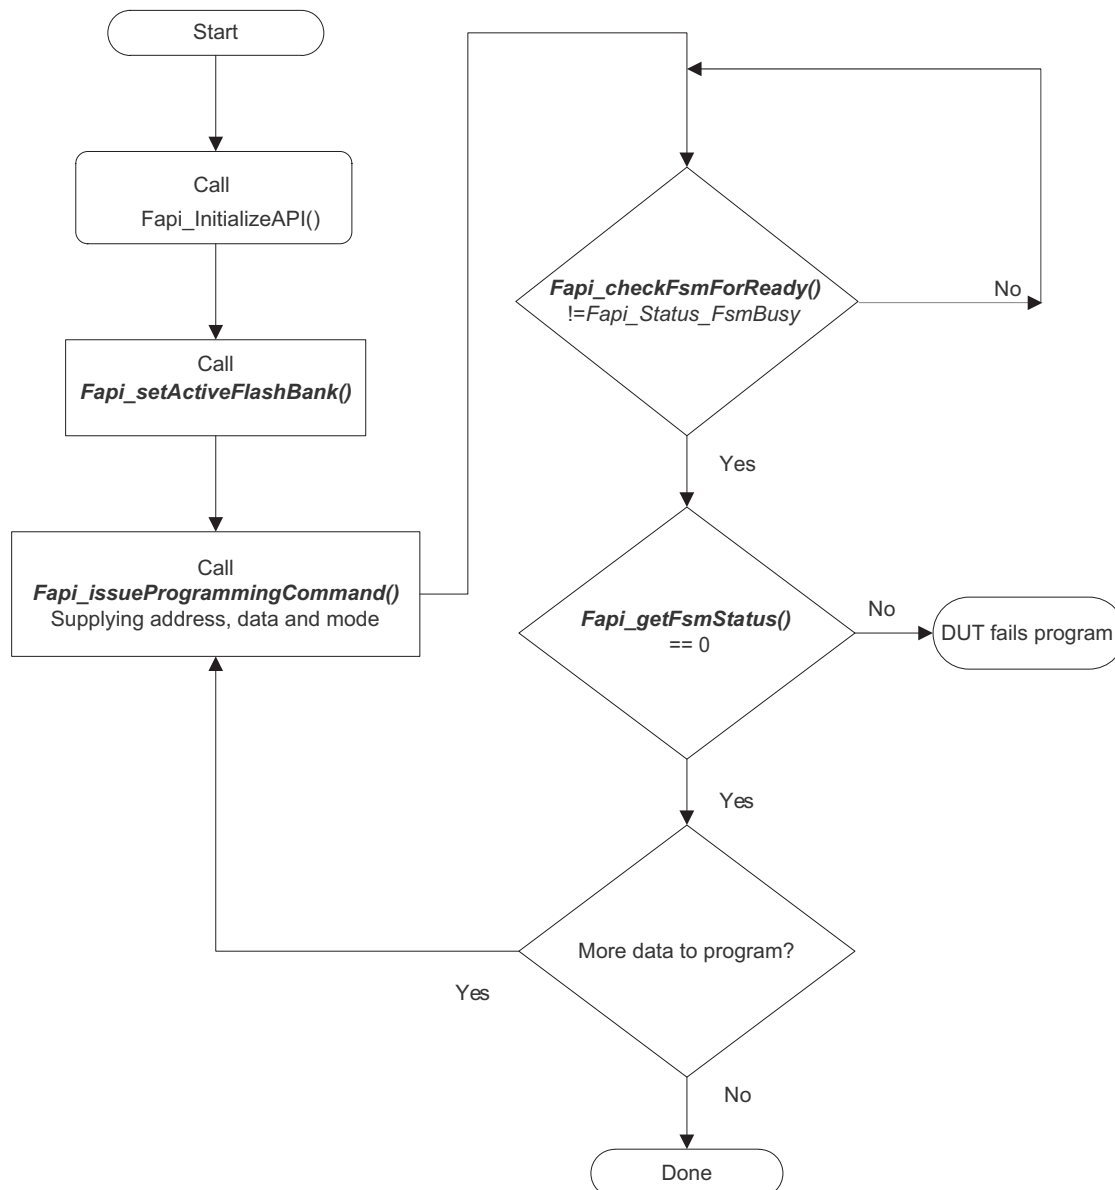 Start
Call
Fapi_InitializeAPI()
Call
Fapi_setActiveFlashBank()
Call
Fapi_issueProgrammingCommand()
Supplying address, data and mode
Fapi_checkFsmForReady()
!=Fapi_Status_FsmBusy
No
Yes
Fapi_getFsmStatus()
== 0
No
DUT fails program
Yes
More data to program?
Yes
No
Done